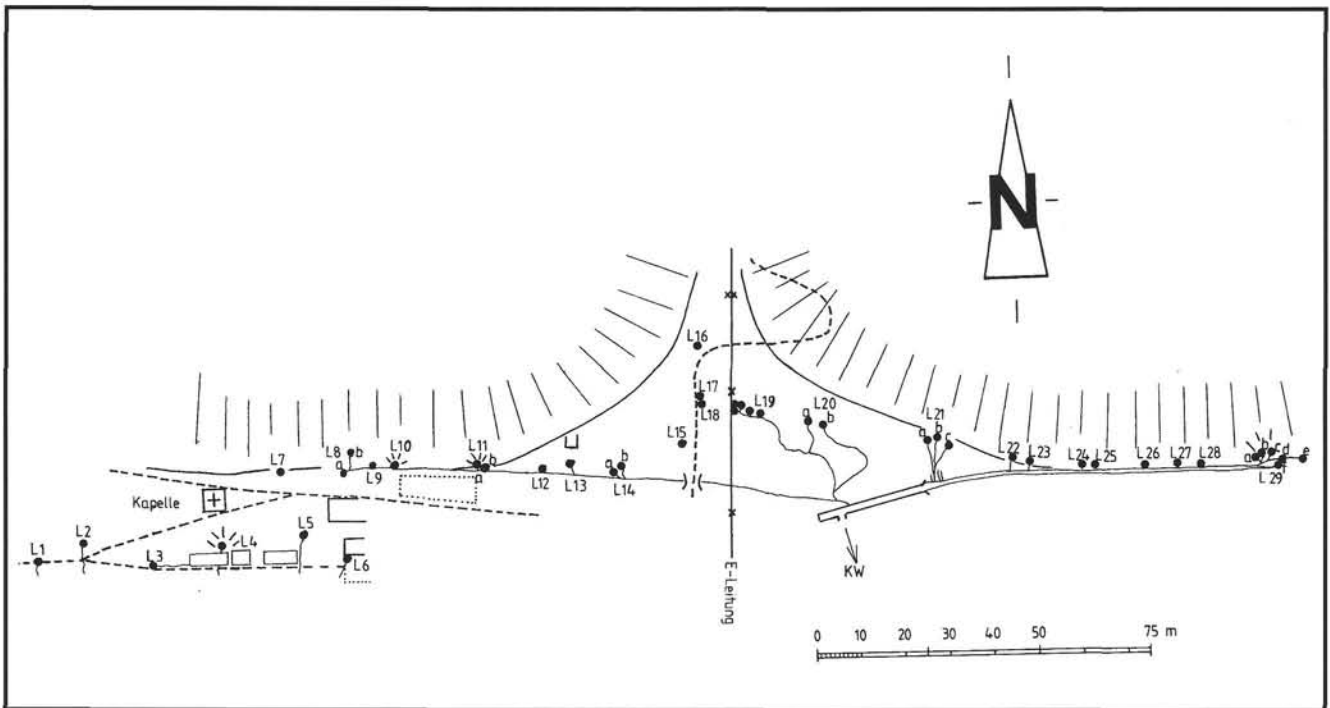 N
L16
L17
L18
L19
L20
a
b
L21
a
b
c
L15
L7
L8
a
b
L9
L10
L11
a
b
L12
L13
L14
a
b
L22
L23
L24
L25
L26
L27
L28
L29
a
b
c
d
e
Kapelle
L1
L2
L3
L4
L5
L6
E-Leitung
KW
0 10 20 30 40 50 75 m